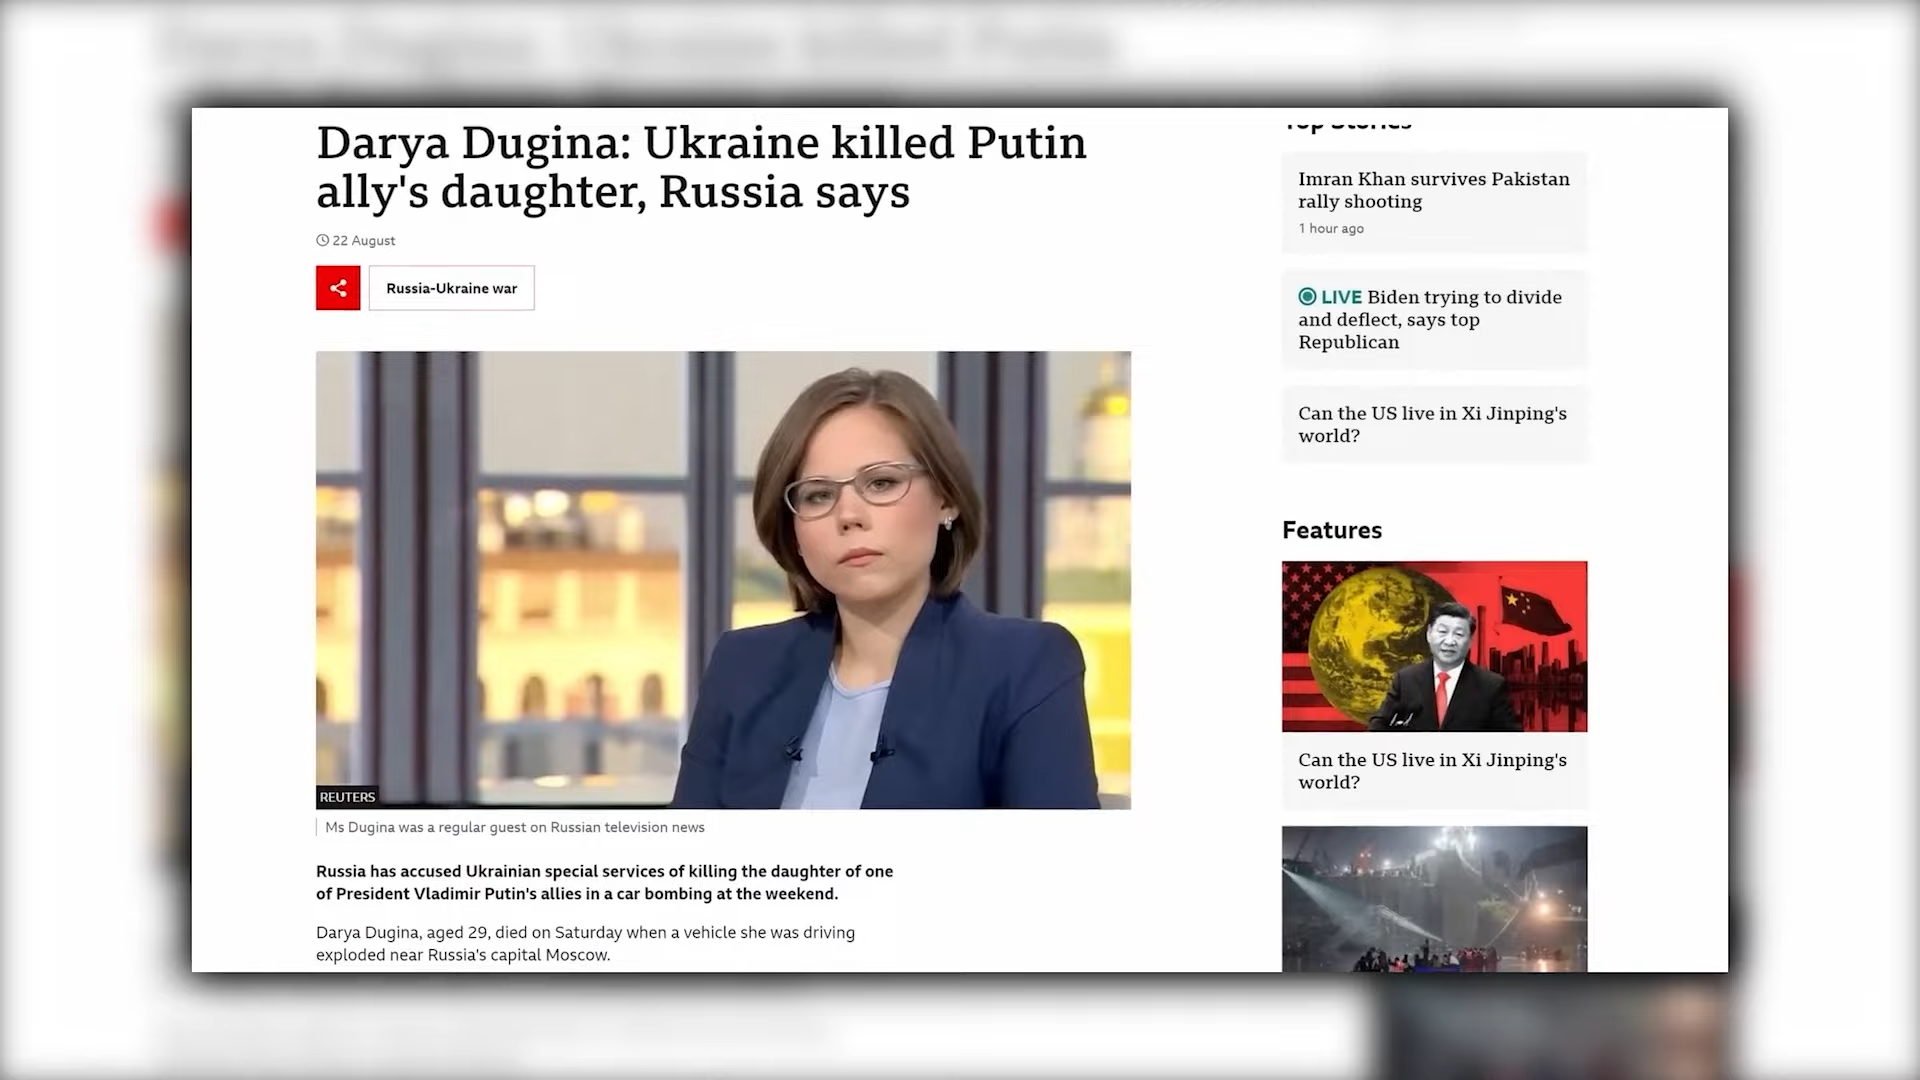 Darya Dugina: Ukraine killed Putin
ally's daughter, Russia says
22 August
Russia-Ukraine war
REUTERS
Ms Dugina was a regular guest on Russian television news
Russia has accused Ukrainian special services of killing the daughter of one
of President Vladimir Putin's allies in a car bombing at the weekend.
Darya Dugina, aged 29, died on Saturday when a vehicle she was driving
exploded near Russia's capital Moscow.
Top Stories
Imran Khan survives Pakistan
rally shooting
1 hour ago
LIVE Biden trying to divide
and deflect, says top
Republican
Can the US live in Xi Jinping's
world?
Features
Can the US live in Xi Jinping's
world?